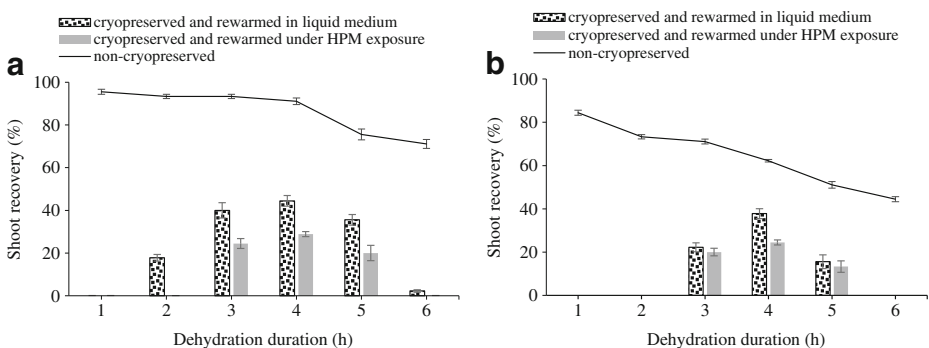 cryopreserved and rewarmed in liquid medium
cryopreserved and rewarmed under HPM exposure
non-cryopreserved
a
100
80
60
40
20
0
Shoot recovery (%)
1 2 3 4 5 6
Dehydration duration (h)
cryopreserved and rewarmed in liquid medium
cryopreserved and rewarmed under HPM exposure
non-cryopreserved
b
100
80
60
40
20
0
Shoot recovery (%)
1 2 3 4 5 6
Dehydration duration (h)